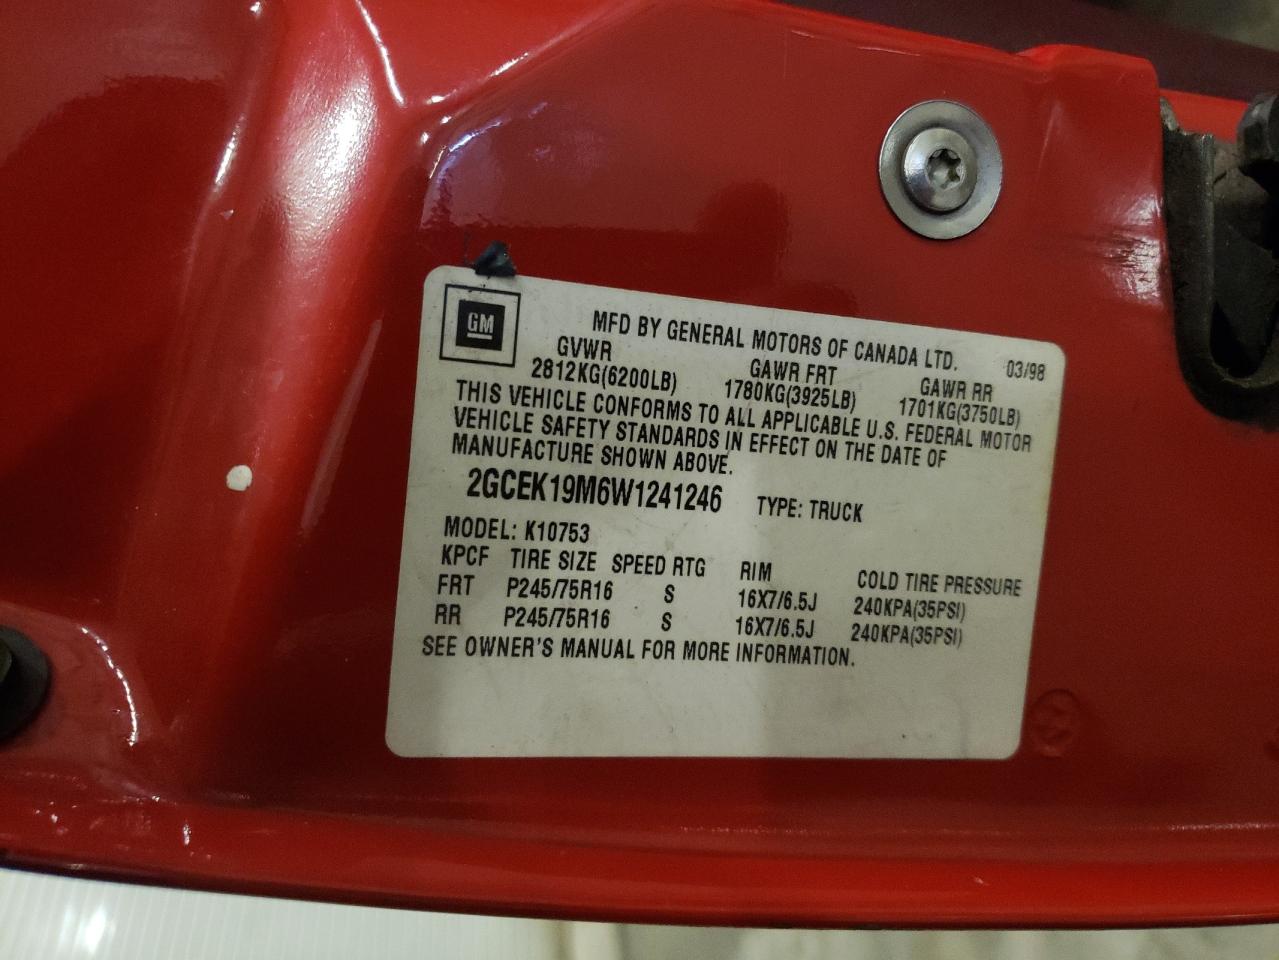 GM
MFD BY GENERAL MOTORS OF CANADA LTD. 03/98
GVWR GAWR FRT GAWR RR
2812KG(6200LB) 1780KG(3925LB) 1701KG(3750LB)
THIS VEHICLE CONFORMS TO ALL APPLICABLE U.S. FEDERAL MOTOR
VEHICLE SAFETY STANDARDS IN EFFECT ON THE DATE OF
MANUFACTURE SHOWN ABOVE.
2GCEK19M6W1241246 TYPE: TRUCK
MODEL: K10753
KPCF TIRE SIZE SPEED RTG RIM COLD TIRE PRESSURE
FRT P245/75R16 S 16X7/6.5J 240KPA(35PSI)
RR P245/75R16 S 16X7/6.5J 240KPA(35PSI)
SEE OWNER'S MANUAL FOR MORE INFORMATION.